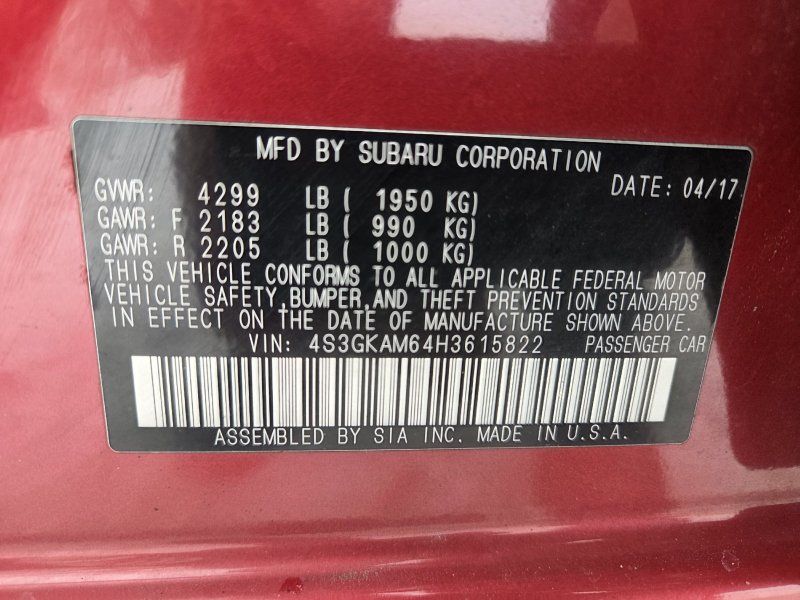 MFD BY SUBARU CORPORATION
GVWR: 4299 LB ( 1950 KG) DATE: 04/17
GAWR: F 2183 LB ( 990 KG)
GAWR: R 2205 LB ( 1000 KG)
THIS VEHICLE CONFORMS TO ALL APPLICABLE FEDERAL MOTOR
VEHICLE SAFETY,BUMPER,AND THEFT PREVENTION STANDARDS
IN EFFECT ON THE DATE OF MANUFACTURE SHOWN ABOVE.
VIN: 4S3GKAM64H3615822 PASSENGER CAR
ASSEMBLED BY SIA INC. MADE IN U.S.A.